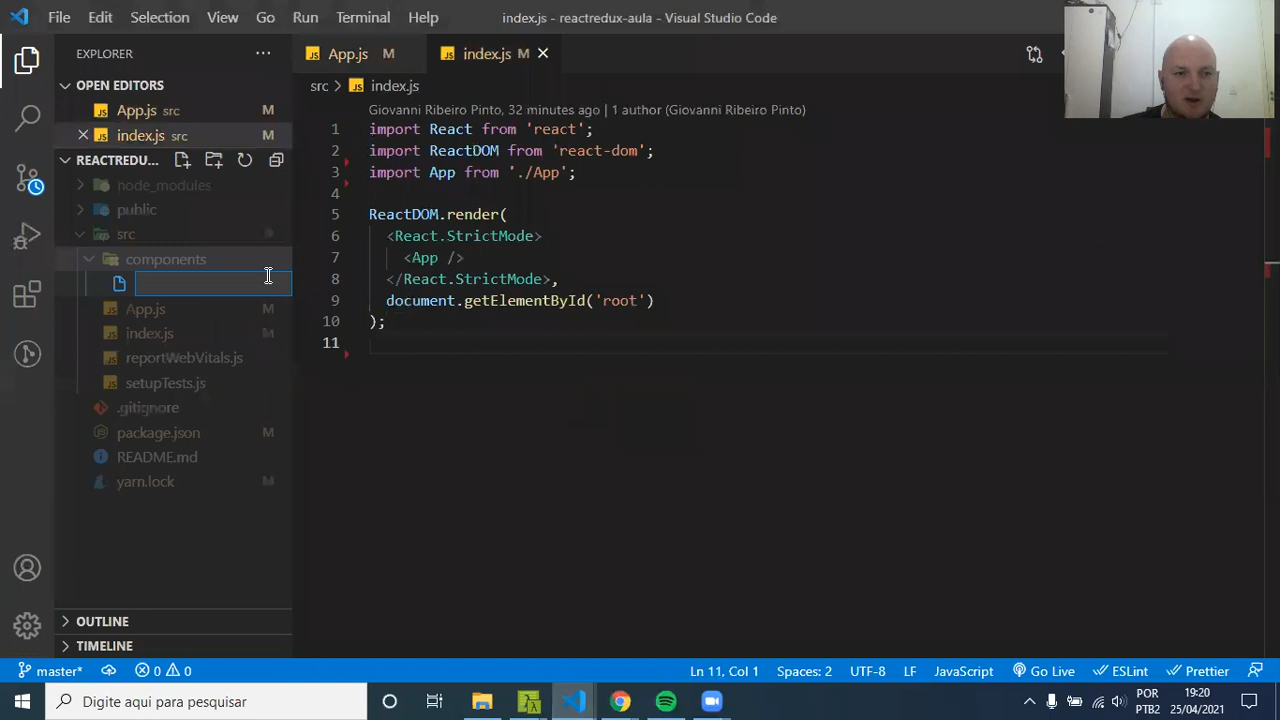 File Edit Selection View Go Run Terminal Help index.js - reactredux-aula - Visual Studio Code
EXPLORER
OPEN EDITORS
App.js src M
index.js src M
REACTREDU...
node_modules
public
src
components
App.js M
index.js M
reportWebVitals.js
setupTests.js
.gitignore
package.json M
README.md
yarn.lock M
OUTLINE
TIMELINE
App.js M index.js M
src > index.js
Giovanni Ribeiro Pinto, 32 minutes ago | 1 author (Giovanni Ribeiro Pinto)
1 import React from 'react';
2 import ReactDOM from 'react-dom';
3 import App from './App';
4
5 ReactDOM.render(
6 <React.StrictMode>
7 <App />
8 </React.StrictMode>,
9 document.getElementById('root')
10 );
11
master* 0 0 Ln 11, Col 1 Spaces: 2 UTF-8 LF JavaScript Go Live ESLint Prettier
Digite aqui para pesquisar
POR
PTB2
19:20
25/04/2021